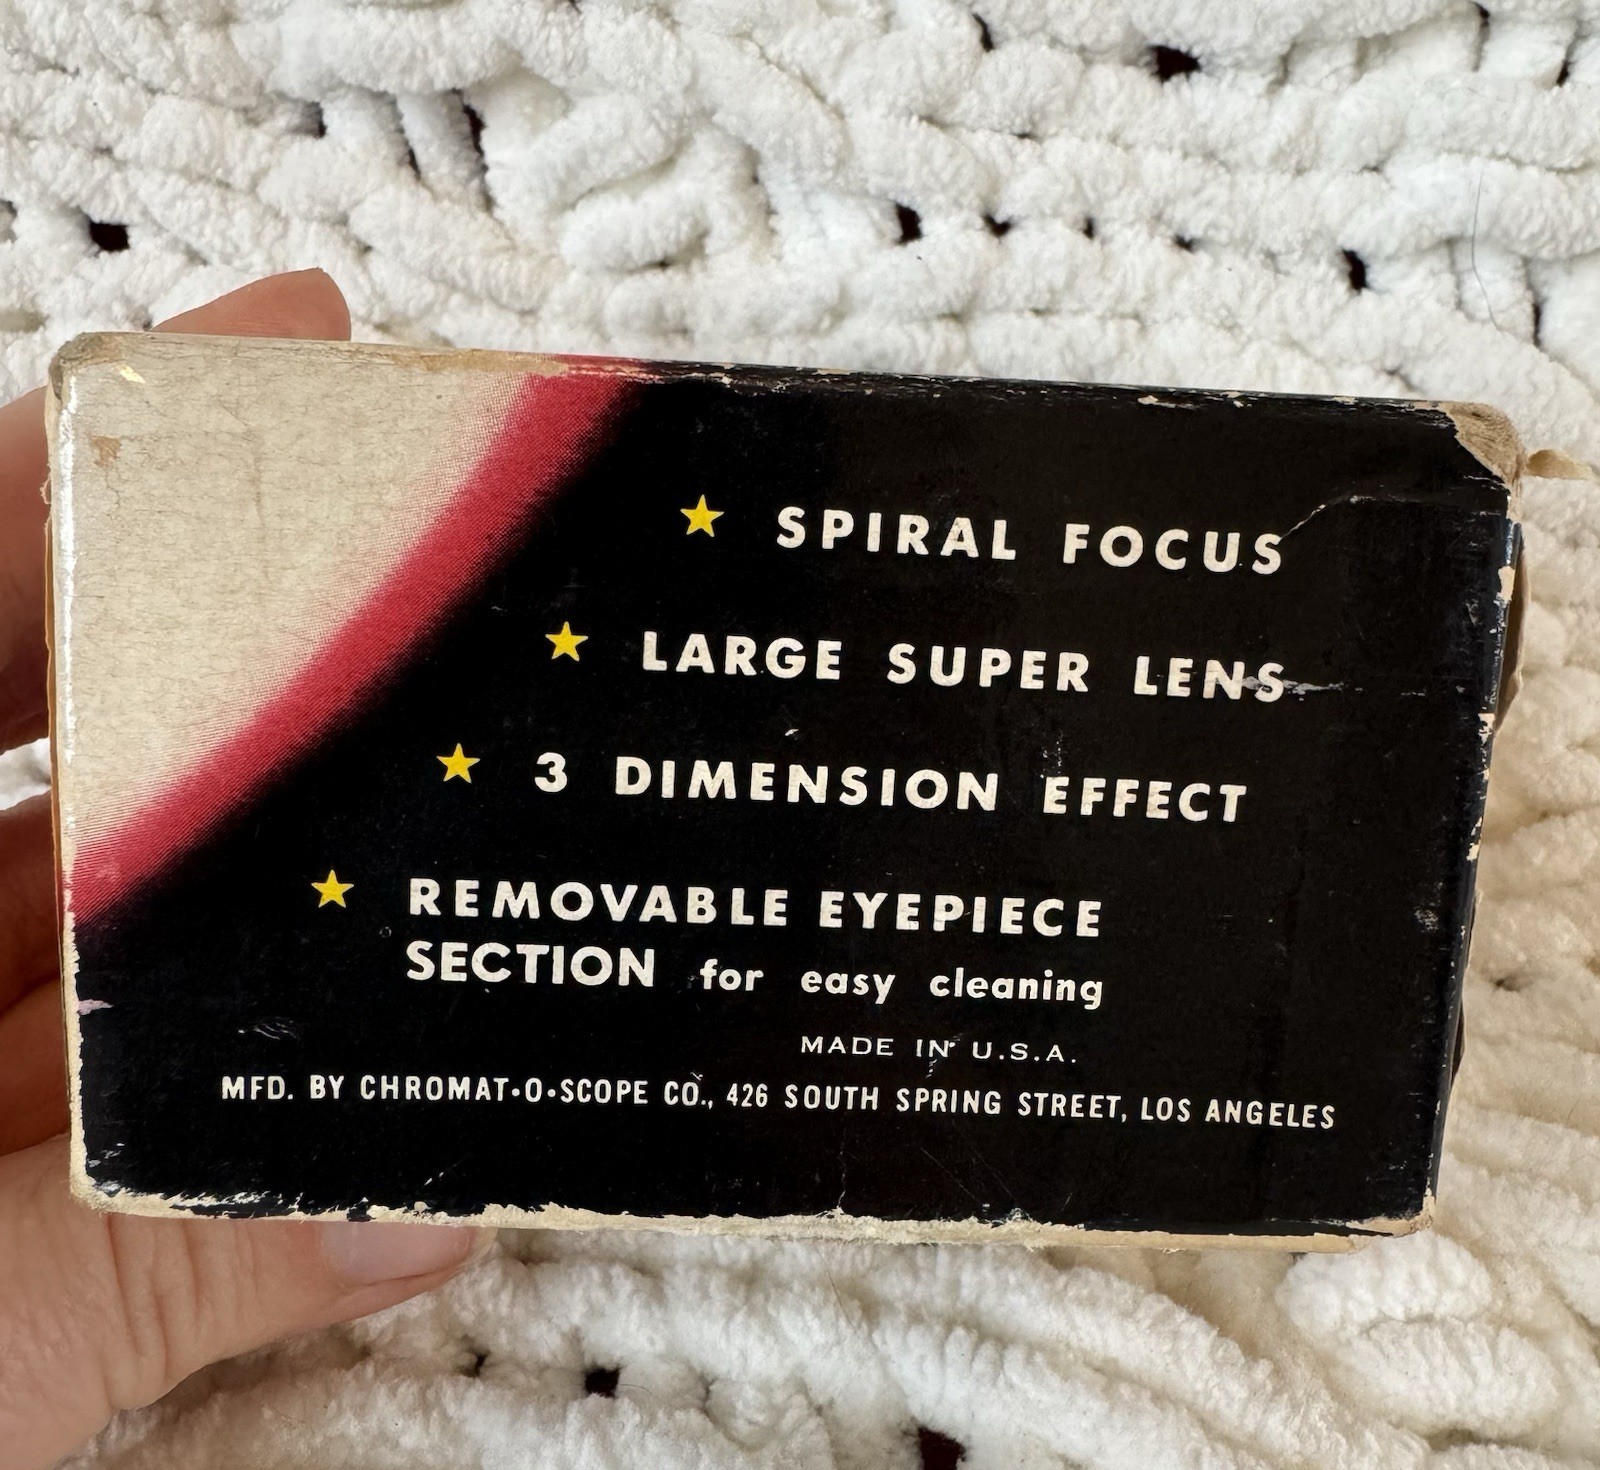 SPIRAL FOCUS
LARGE SUPER LENS
3 DIMENSION EFFECT
REMOVABLE EYEPIECE
SECTION for easy cleaning
MADE IN U.S.A.
MFD. BY CHROMAT•O•SCOPE CO., 426 SOUTH SPRING STREET, LOS ANGELES